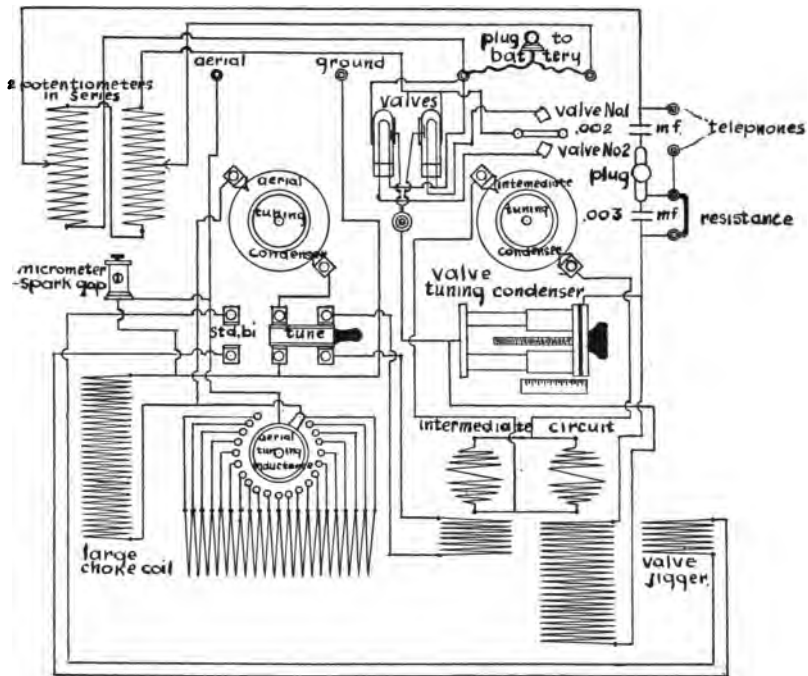 plug to
battery
aerial
ground
2 potentiometers
in series
valves
valve No1
.002 mf.
telephones
valve No2
plug
.003 mf
resistance
aerial
tuning
condenser
intemediate
tuning
condenser
micrometer
-spark gap
valve
tuning condenser
Std.bi
tune
intermediate circuit
aerial
tuning
inductance
large
choke coil
valve
jigger